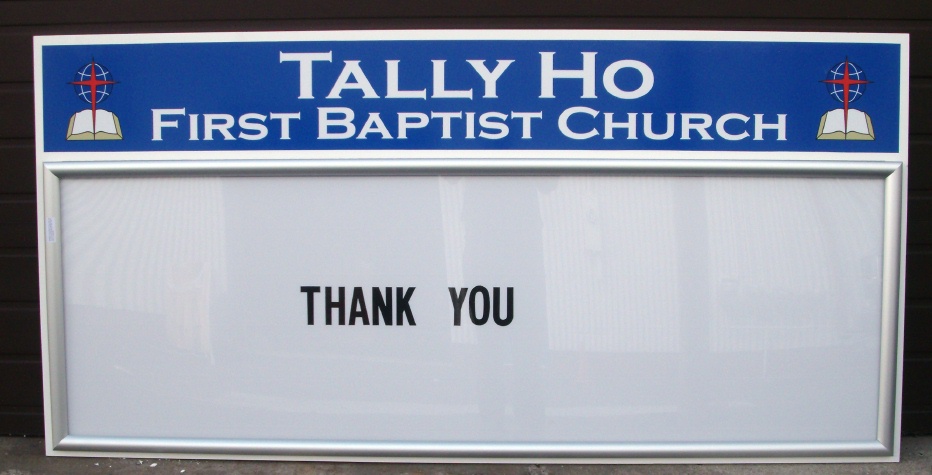 TALLY HO
FIRST BAPTIST CHURCH
THANK YOU